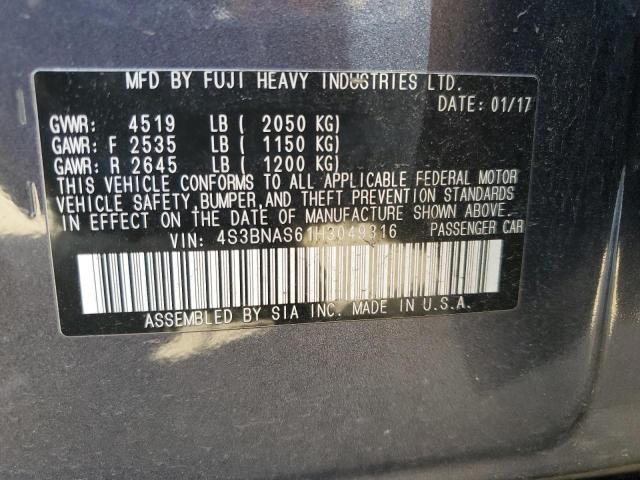 MFD BY FUJI HEAVY INDUSTRIES LTD.
DATE: 01/17
GVWR: 4519 LB ( 2050 KG)
GAWR: F 2535 LB ( 1150 KG)
GAWR: R 2645 LB ( 1200 KG)
THIS VEHICLE CONFORMS TO ALL APPLICABLE FEDERAL MOTOR
VEHICLE SAFETY,BUMPER,AND THEFT PREVENTION STANDARDS
IN EFFECT ON THE DATE OF MANUFACTURE SHOWN ABOVE.
VIN: 4S3BNAS61H3049316 PASSENGER CAR
ASSEMBLED BY SIA INC. MADE IN U.S.A.